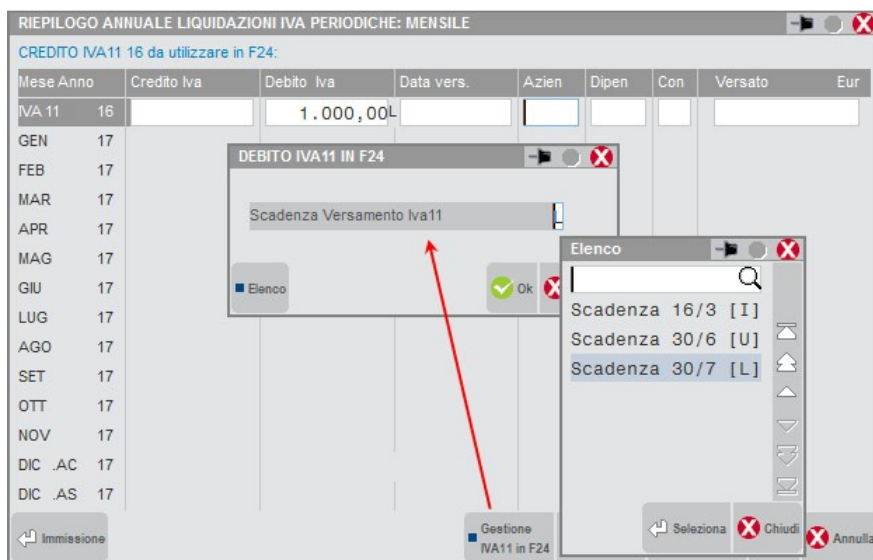 RIEPILOGO ANNUALE LIQUIDAZIONI IVA PERIODICHE: MENSILE
CREDITO IVA11 16 da utilizzare in F24:
Mese Anno Credito Iva Debito Iva Data vers. Azien Dipen Con Versato Eur
IVA 11 16 1.000,00L
GEN 17
FEB 17
MAR 17
APR 17
MAG 17
GIU 17
LUG 17
AGO 17
SET 17
OTT 17
NOV 17
DIC .AC 17
DIC .AS 17
DEBITO IVA11 IN F24
Scadenza Versamento Iva11 L
Elenco Ok
Elenco
Scadenza 16/3 [I]
Scadenza 30/6 [U]
Scadenza 30/7 [L]
Seleziona Chiudi
Immissione Gestione IVA11 in F24 Annulla